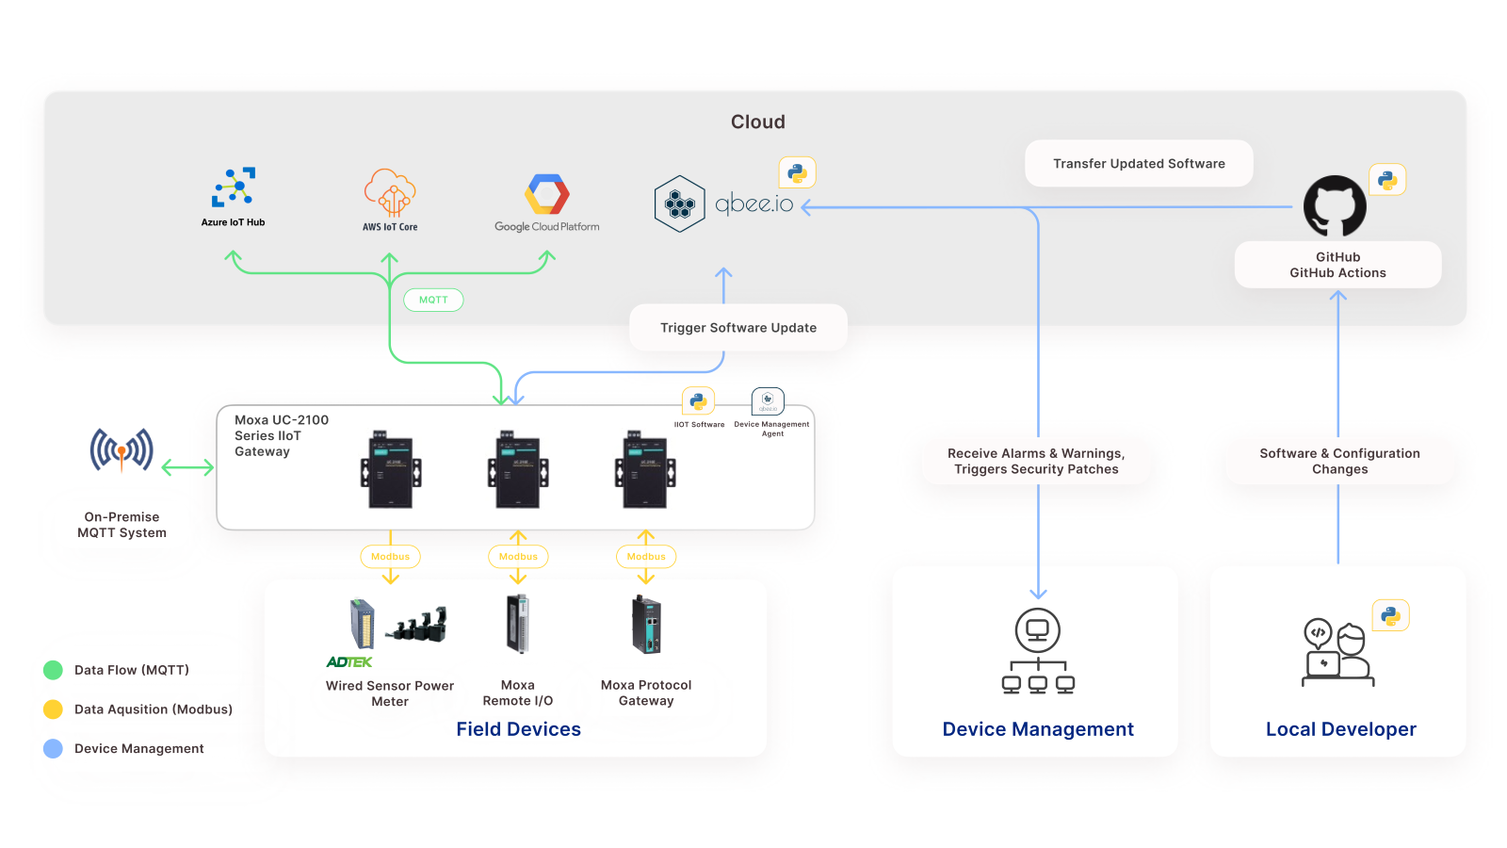 Cloud
Transfer Updated Software
Azure IoT Hub
AWS IoT Core
Google Cloud Platform
qbee.io
GitHub
GitHub Actions
MQTT
Trigger Software Update
Moxa UC-2100
Series IIoT
Gateway
IIOT Software
qbee.io
Device Management
Agent
On-Premise
MQTT System
Receive Alarms & Warnings,
Triggers Security Patches
Software & Configuration
Changes
Modbus
Modbus
Modbus
ADTEK
Wired Sensor Power
Meter
Moxa
Remote I/O
Moxa Protocol
Gateway
Field Devices
Device Management
Local Developer
Data Flow (MQTT)
Data Aqusition (Modbus)
Device Management